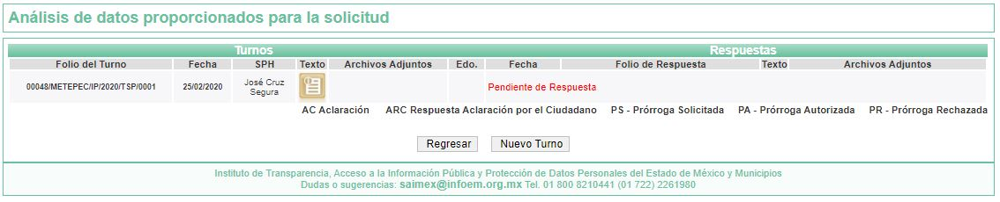 Análisis de datos proporcionados para la solicitud
Turnos Respuestas
Folio del Turno Fecha SPH Texto Archivos Adjuntos Edo. Fecha Folio de Respuesta Texto Archivos Adjuntos
00048/METEPEC/IP/2020/TSP/0001 25/02/2020 José Cruz Segura Pendiente de Respuesta
AC Aclaración ARC Respuesta Aclaración por el Ciudadano PS - Prórroga Solicitada PA - Prórroga Autorizada PR - Prórroga Rechazada
Regresar Nuevo Turno
Instituto de Transparencia, Acceso a la Información Pública y Protección de Datos Personales del Estado de México y Municipios
Dudas o sugerencias: saimex@infoem.org.mx Tel. 01 800 8210441 (01 722) 2261980